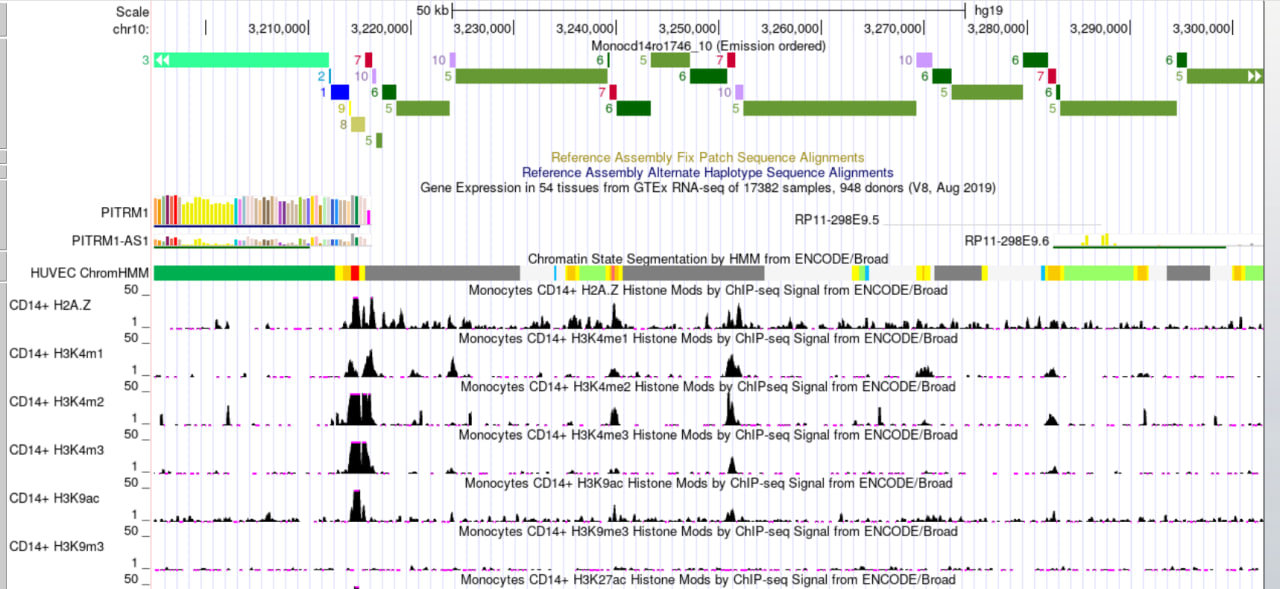 Scale 50 kb hg19
chr10: 3,210,000 3,220,000 3,230,000 3,240,000 3,250,000 3,260,000 3,270,000 3,280,000 3,290,000 3,300,000
Monocd14ro1746_10 (Emission ordered)
3 7 10 6 5 7 10 6 6
2 10 5 6 6 5
1 6 7 10 5 6
9 5 6 5 5
8
5
Reference Assembly Fix Patch Sequence Alignments
Reference Assembly Alternate Haplotype Sequence Alignments
Gene Expression in 54 tissues from GTEx RNA-seq of 17382 samples, 948 donors (V8, Aug 2019)
PITRM1 RP11-298E9.5
PITRM1-AS1 RP11-298E9.6
Chromatin State Segmentation by HMM from ENCODE/Broad
HUVEC ChromHMM
Monocytes CD14+ H2A.Z Histone Mods by ChIP-seq Signal from ENCODE/Broad
50
CD14+ H2A.Z
1
Monocytes CD14+ H3K4me1 Histone Mods by ChIP-seq Signal from ENCODE/Broad
50
CD14+ H3K4m1
1
Monocytes CD14+ H3K4me2 Histone Mods by ChIPseq Signal from ENCODE/Broad
50
CD14+ H3K4m2
1
Monocytes CD14+ H3K4me3 Histone Mods by ChIP-seq Signal from ENCODE/Broad
50
CD14+ H3K4m3
1
Monocytes CD14+ H3K9ac Histone Mods by ChIP-seq Signal from ENCODE/Broad
50
CD14+ H3K9ac
1
Monocytes CD14+ H3K9me3 Histone Mods by ChIP-seq Signal from ENCODE/Broad
50
CD14+ H3K9m3
1
Monocytes CD14+ H3K27ac Histone Mods by ChIP-seq Signal from ENCODE/Broad
50